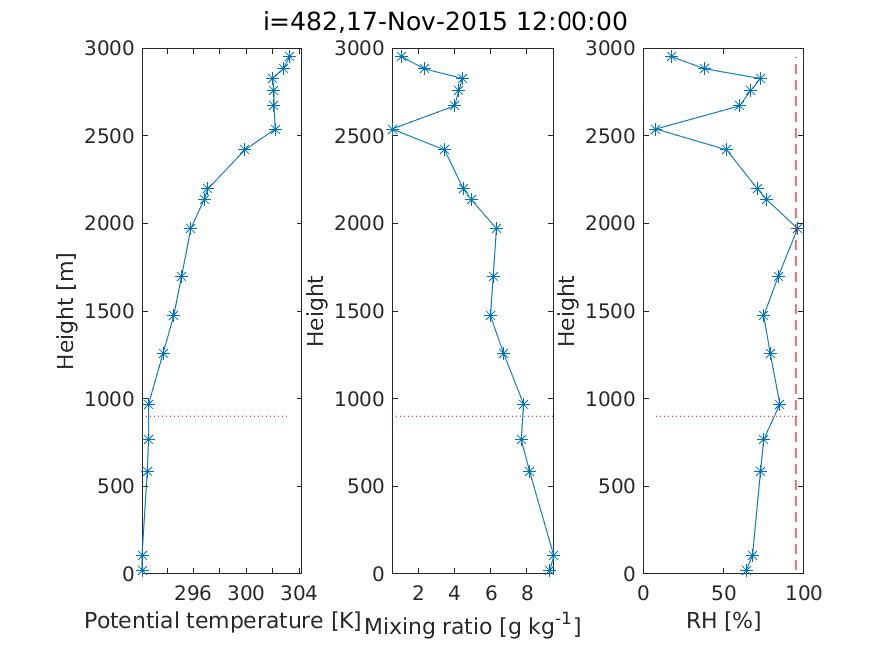 i=482,17-Nov-2015 12:00:00
Height [m]
3000
2500
2000
1500
1000
500
0
296 300 304
Potential temperature [K]
Height
3000
2500
2000
1500
1000
500
0
2 4 6 8
Mixing ratio [g kg-1]
Height
3000
2500
2000
1500
1000
500
0
0 50 100
RH [%]